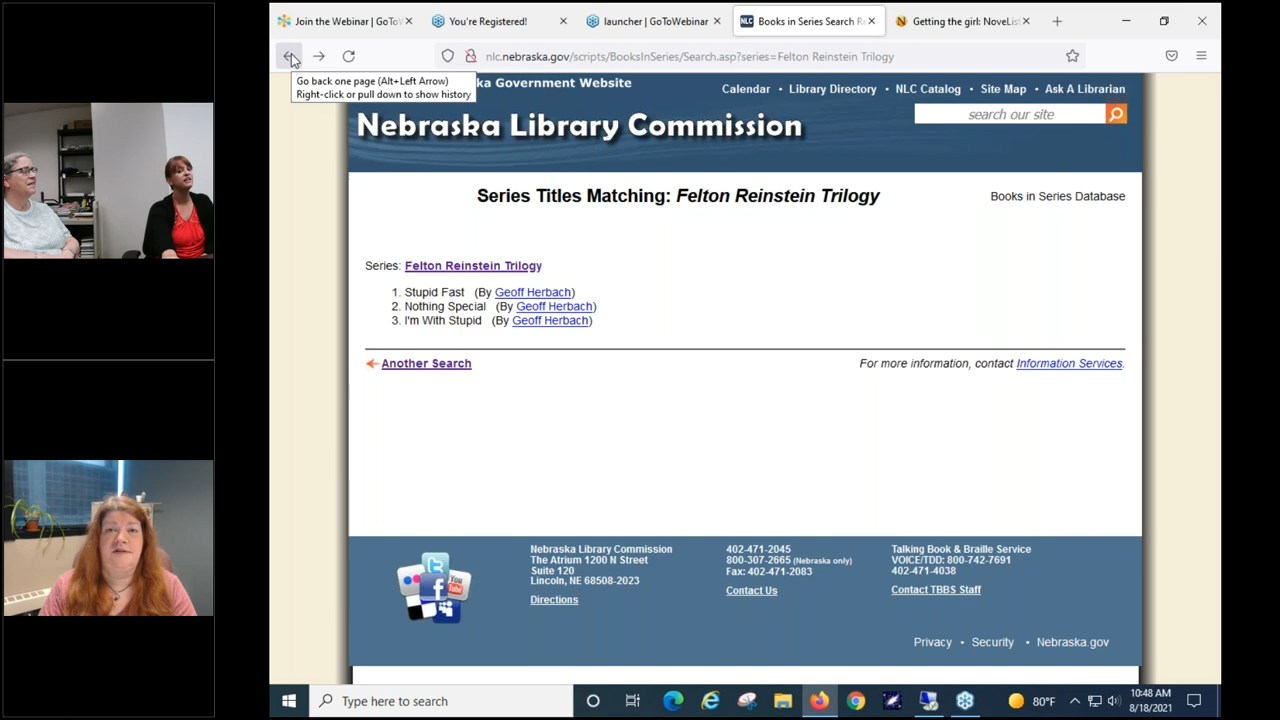 Join the Webinar | GoToW
You're Registered!
launcher | GoToWebinar
NLC Books in Series Search Re
Getting the girl: NoveList
nlc.nebraska.gov/scripts/BooksInSeries/Search.asp?series=Felton Reinstein Trilogy
Go back one page (Alt+Left Arrow)
Right-click or pull down to show history
ka Government Website
Calendar • Library Directory • NLC Catalog • Site Map • Ask A Librarian
search our site
Nebraska Library Commission
Series Titles Matching: Felton Reinstein Trilogy
Books in Series Database
Series: Felton Reinstein Trilogy
1. Stupid Fast (By Geoff Herbach)
2. Nothing Special (By Geoff Herbach)
3. I'm With Stupid (By Geoff Herbach)
Another Search
For more information, contact Information Services.
Nebraska Library Commission
The Atrium 1200 N Street
Suite 120
Lincoln, NE 68508-2023
Directions
402-471-2045
800-307-2665 (Nebraska only)
Fax: 402-471-2083
Contact Us
Talking Book & Braille Service
VOICE/TDD: 800-742-7691
402-471-4038
Contact TBBS Staff
You
Tube
Privacy • Security • Nebraska.gov
Type here to search
80°F
10:48 AM
8/18/2021